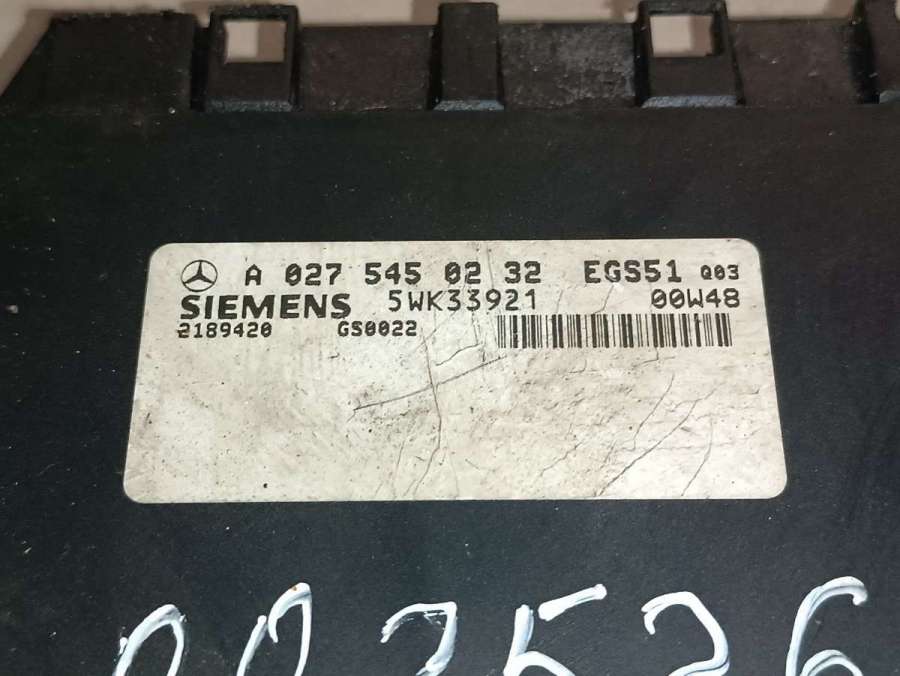 A 027 545 02 32 EGS51 Q03
SIEMENS 5WK33921 00W48
2189420 GS0022